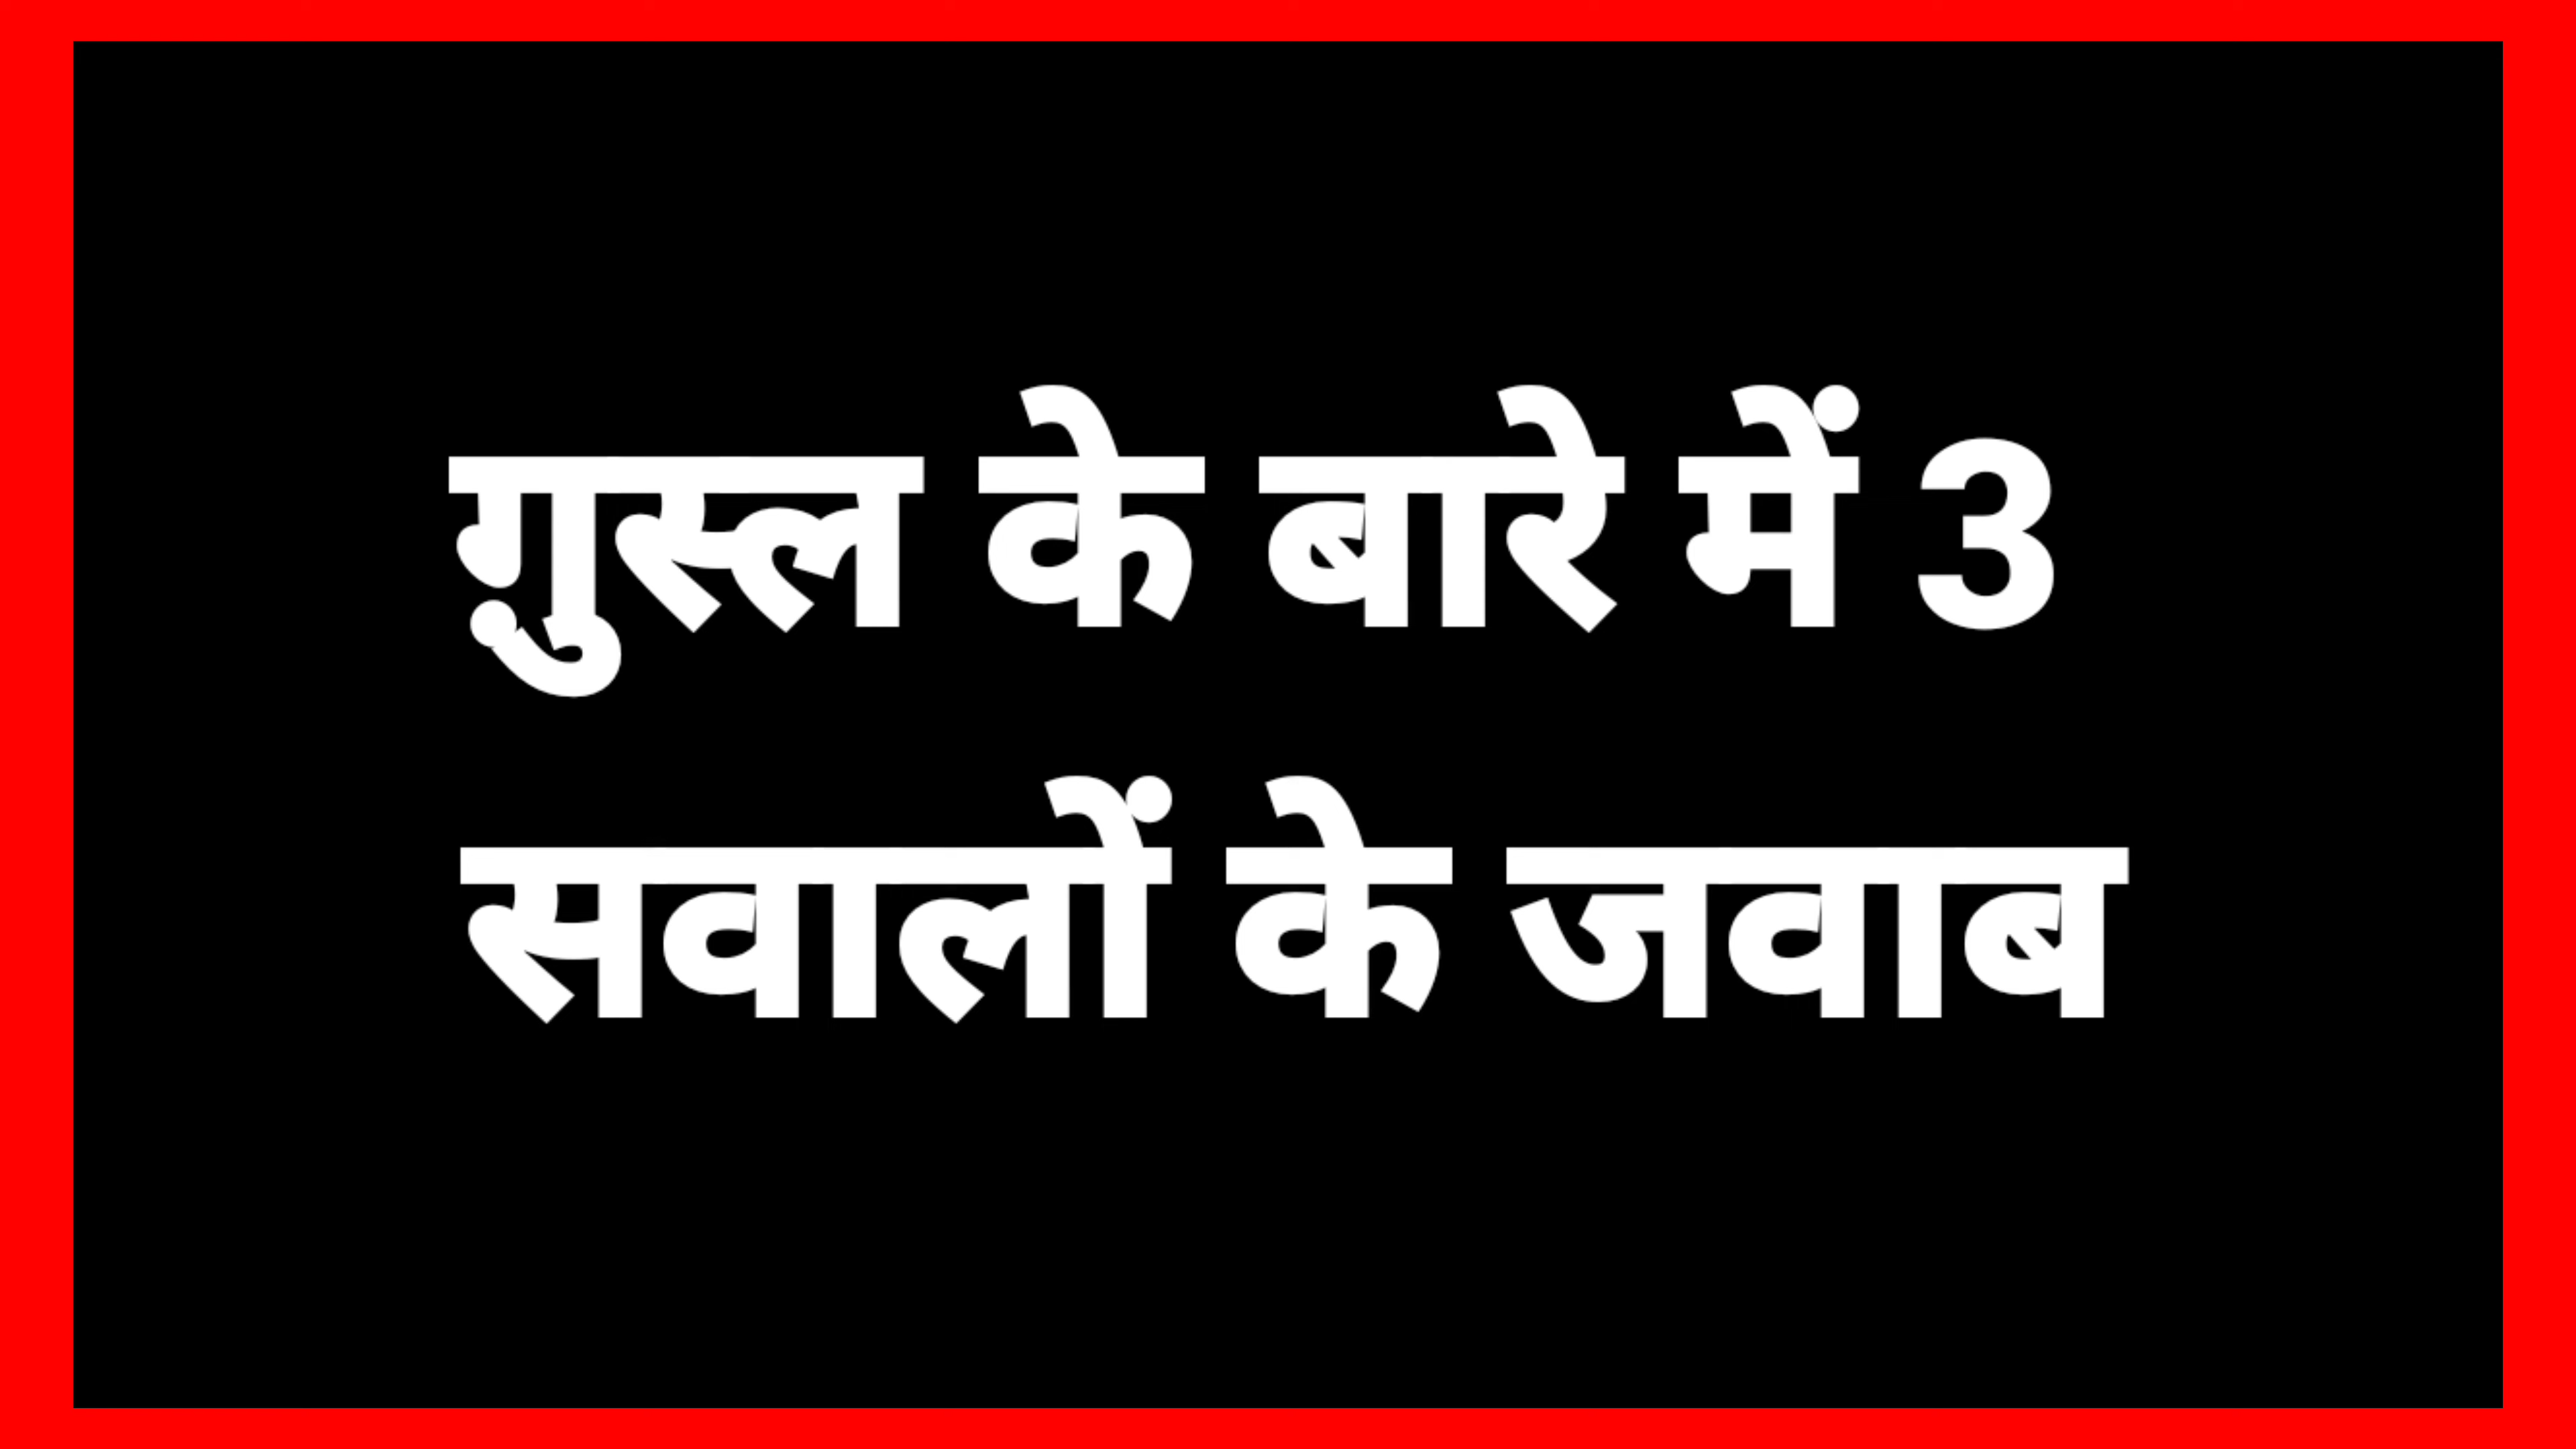 ग़ुस्ल के बारे में 3
सवालों के जवाब